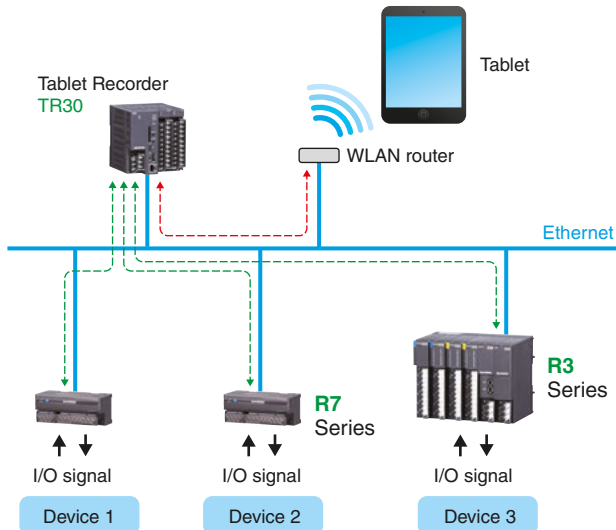 Tablet Recorder
TR30
Tablet
WLAN router
Ethernet
R7
Series
R3
Series
I/O signal
I/O signal
I/O signal
Device 1
Device 2
Device 3